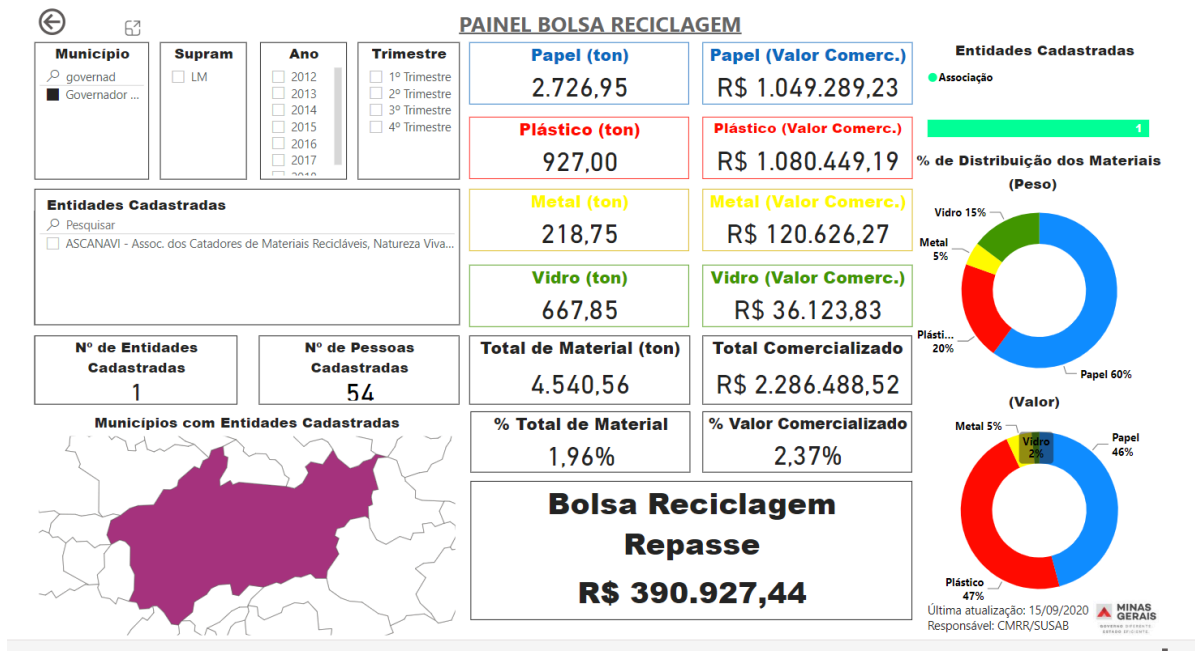 PAINEL BOLSA RECICLAGEM
Município
governad
Governador ...
Supram
LM
Ano
2012
2013
2014
2015
2016
2017
2018
Trimestre
1º Trimestre
2º Trimestre
3º Trimestre
4º Trimestre
Entidades Cadastradas
Pesquisar
ASCANAVI - Assoc. dos Catadores de Materiais Recicláveis, Natureza Viva...
Nº de Entidades
Cadastradas
1
Nº de Pessoas
Cadastradas
54
Municípios com Entidades Cadastradas
Papel (ton)
2.726,95
Papel (Valor Comerc.)
R$ 1.049.289,23
Plástico (ton)
927,00
Plástico (Valor Comerc.)
R$ 1.080.449,19
Metal (ton)
218,75
Metal (Valor Comerc.)
R$ 120.626,27
Vidro (ton)
667,85
Vidro (Valor Comerc.)
R$ 36.123,83
Total de Material (ton)
4.540,56
Total Comercializado
R$ 2.286.488,52
% Total de Material
1,96%
% Valor Comercializado
2,37%
Bolsa Reciclagem
Repasse
R$ 390.927,44
Entidades Cadastradas
Associação
1
% de Distribuição dos Materiais
(Peso)
Vidro 15%
Metal
5%
Plásti...
20%
Papel 60%
(Valor)
Metal 5%
Vidro
2%
Papel
46%
Plástico
47%
Última atualização: 15/09/2020
Responsável: CMRR/SUSAB
MINAS
GERAIS
GOVERNO DIFERENTE.
ESTADO EFICIENTE.